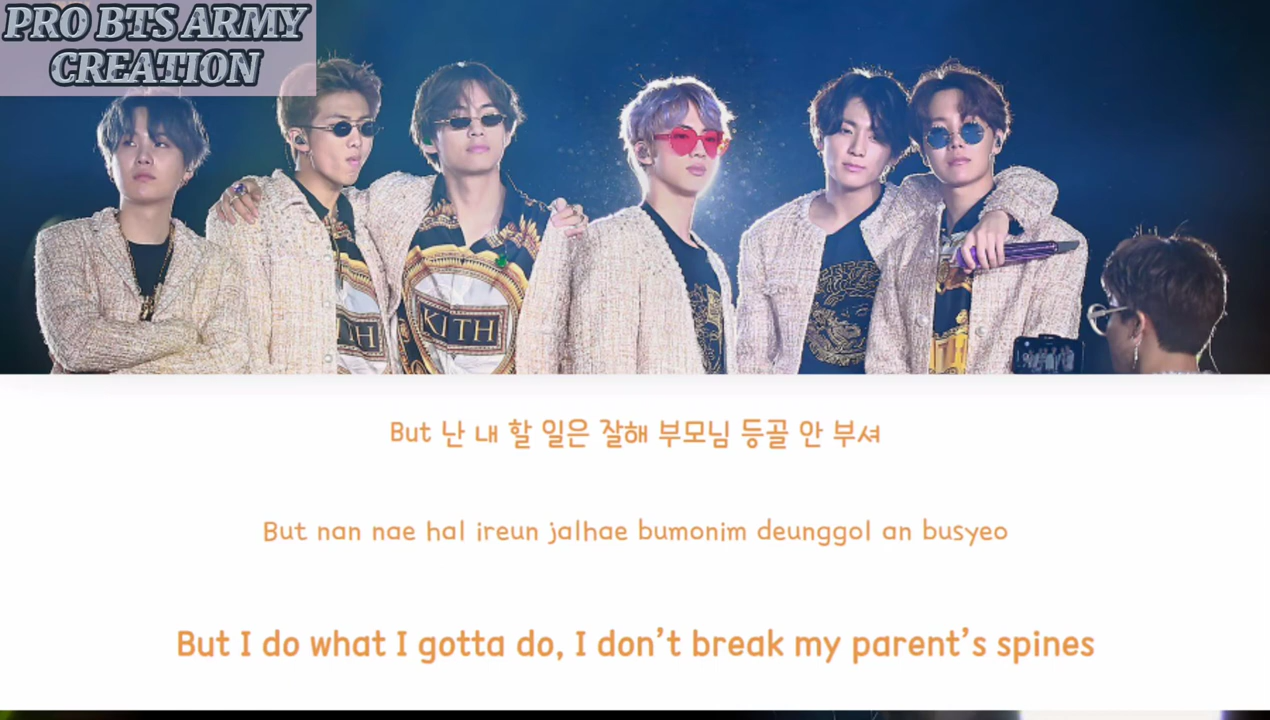 PRO BTS ARMY
CREATION
KITH
But 난 내 할 일은 잘해 부모님 등골 안 부셔
But nan nae hal ireun jalhae bumonim deunggol an busyeo
But I do what I gotta do, I don't break my parent's spines